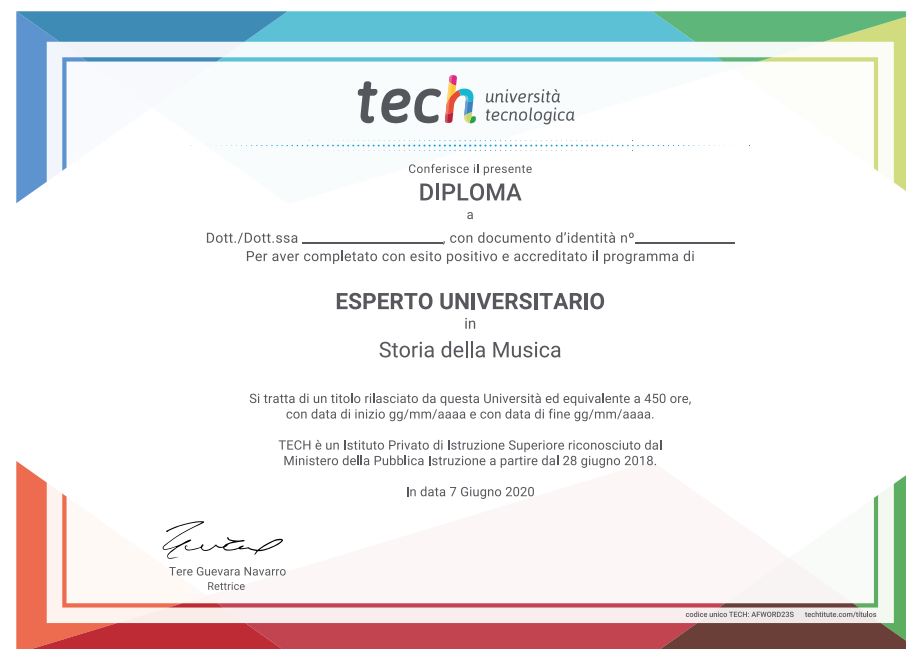 tech università
tecnologica
Conferisce il presente
DIPLOMA
a
Dott./Dott.ssa ____________________, con documento d'identità nº______________
Per aver completato con esito positivo e accreditato il programma di
ESPERTO UNIVERSITARIO
in
Storia della Musica
Si tratta di un titolo rilasciato da questa Università ed equivalente a 450 ore,
con data di inizio gg/mm/aaaa e con data di fine gg/mm/aaaa.
TECH è un Istituto Privato di Istruzione Superiore riconosciuto dal
Ministero della Pubblica Istruzione a partire dal 28 giugno 2018.
In data 7 Giugno 2020
Tere Guevara Navarro
Rettrice
codice unico TECH: AFWORD23S techtitute.com/titulos